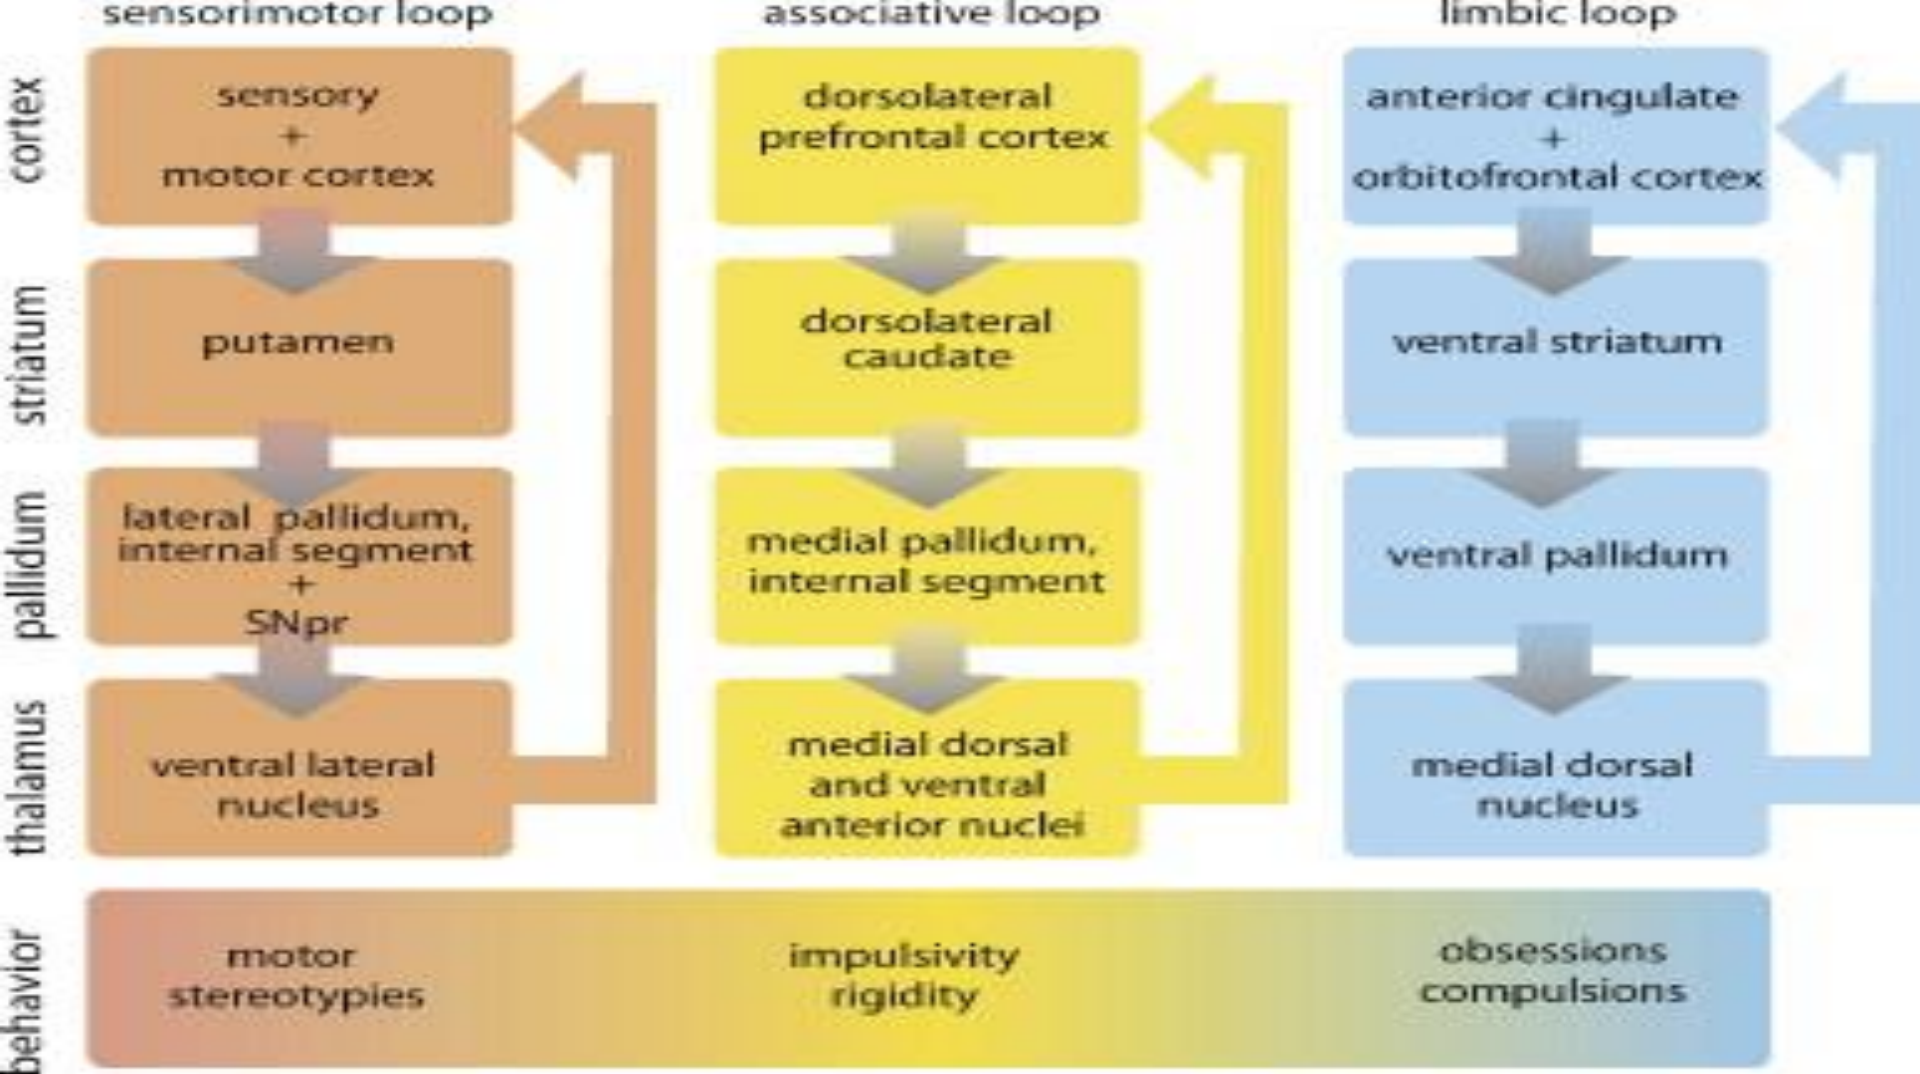 sensorimotor loop
associative loop
limbic loop
cortex
sensory
+
motor cortex
dorsolateral
prefrontal cortex
anterior cingulate
+
orbitofrontal cortex
striatum
putamen
dorsolateral
caudate
ventral striatum
pallidum
lateral pallidum,
internal segment
+
SNpr
medial pallidum,
internal segment
ventral pallidum
thalamus
ventral lateral
nucleus
medial dorsal
and ventral
anterior nuclei
medial dorsal
nucleus
behavior
motor
stereotypies
impulsivity
rigidity
obsessions
compulsions